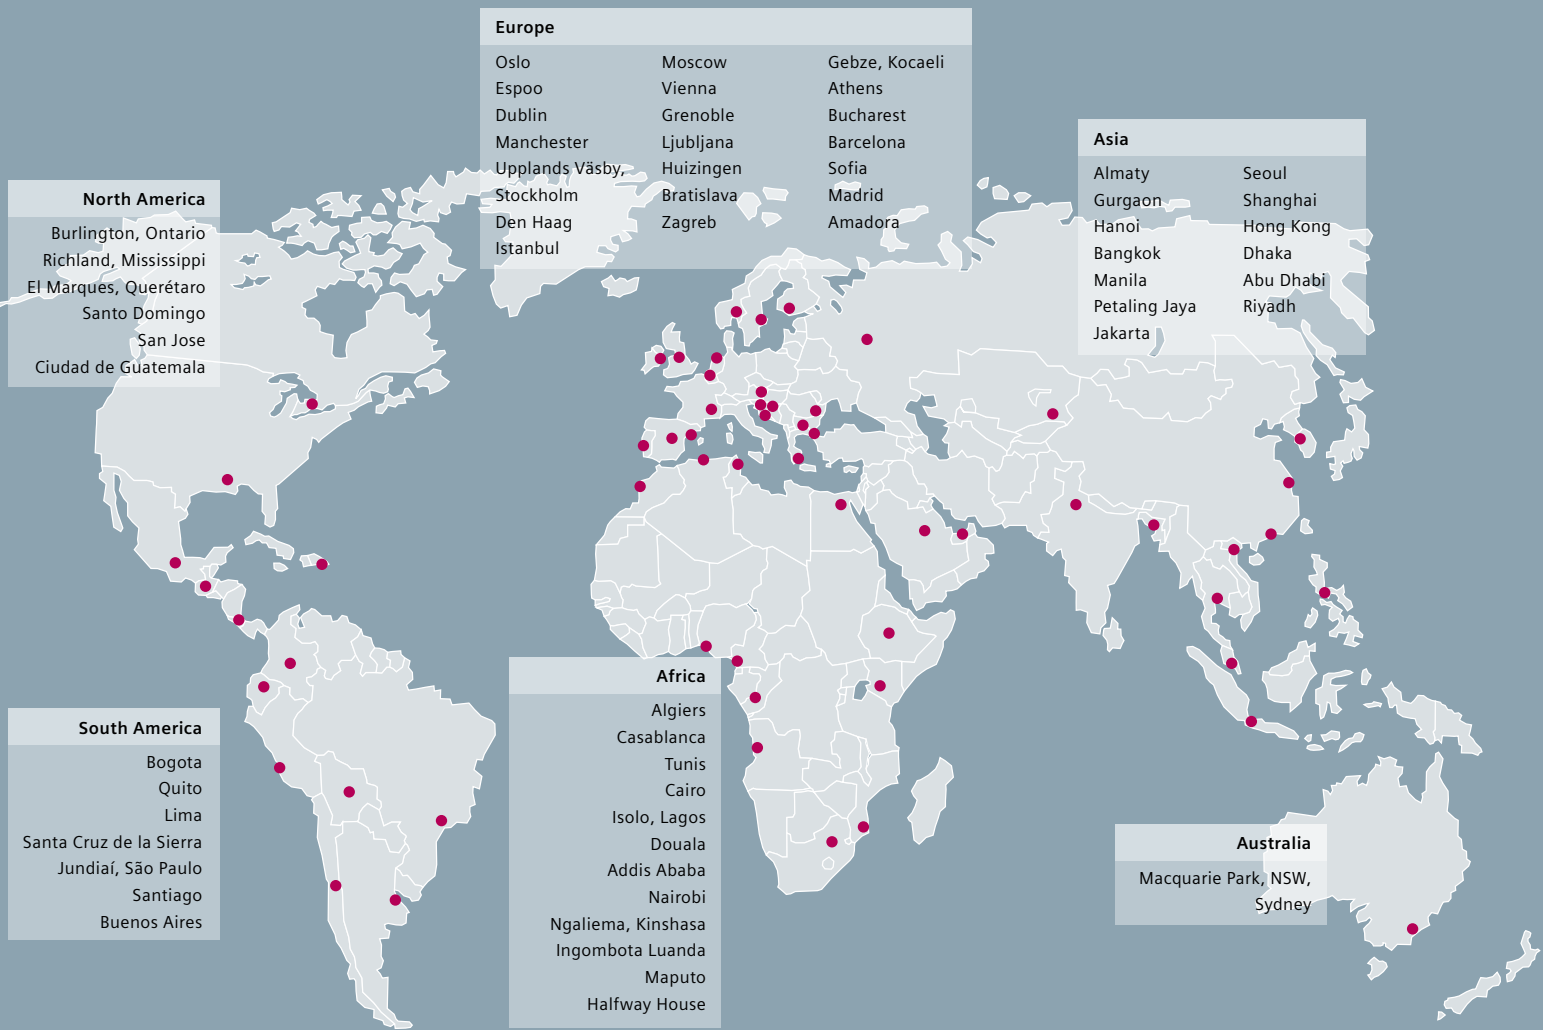 Europe
Oslo
Espoo
Dublin
Manchester
Upplands Väsby,
Stockholm
Den Haag
Istanbul
Moscow
Vienna
Grenoble
Ljubljana
Huizingen
Bratislava
Zagreb
Gebze, Kocaeli
Athens
Bucharest
Barcelona
Sofia
Madrid
Amadora
Asia
Almaty
Gurgaon
Hanoi
Bangkok
Manila
Petaling Jaya
Jakarta
Seoul
Shanghai
Hong Kong
Dhaka
Abu Dhabi
Riyadh
North America
Burlington, Ontario
Richland, Mississippi
El Marques, Querétaro
Santo Domingo
San Jose
Ciudad de Guatemala
South America
Bogota
Quito
Lima
Santa Cruz de la Sierra
Jundiaí, São Paulo
Santiago
Buenos Aires
Africa
Algiers
Casablanca
Tunis
Cairo
Isolo, Lagos
Douala
Addis Ababa
Nairobi
Ngaliema, Kinshasa
Ingombota Luanda
Maputo
Halfway House
Australia
Macquarie Park, NSW,
Sydney